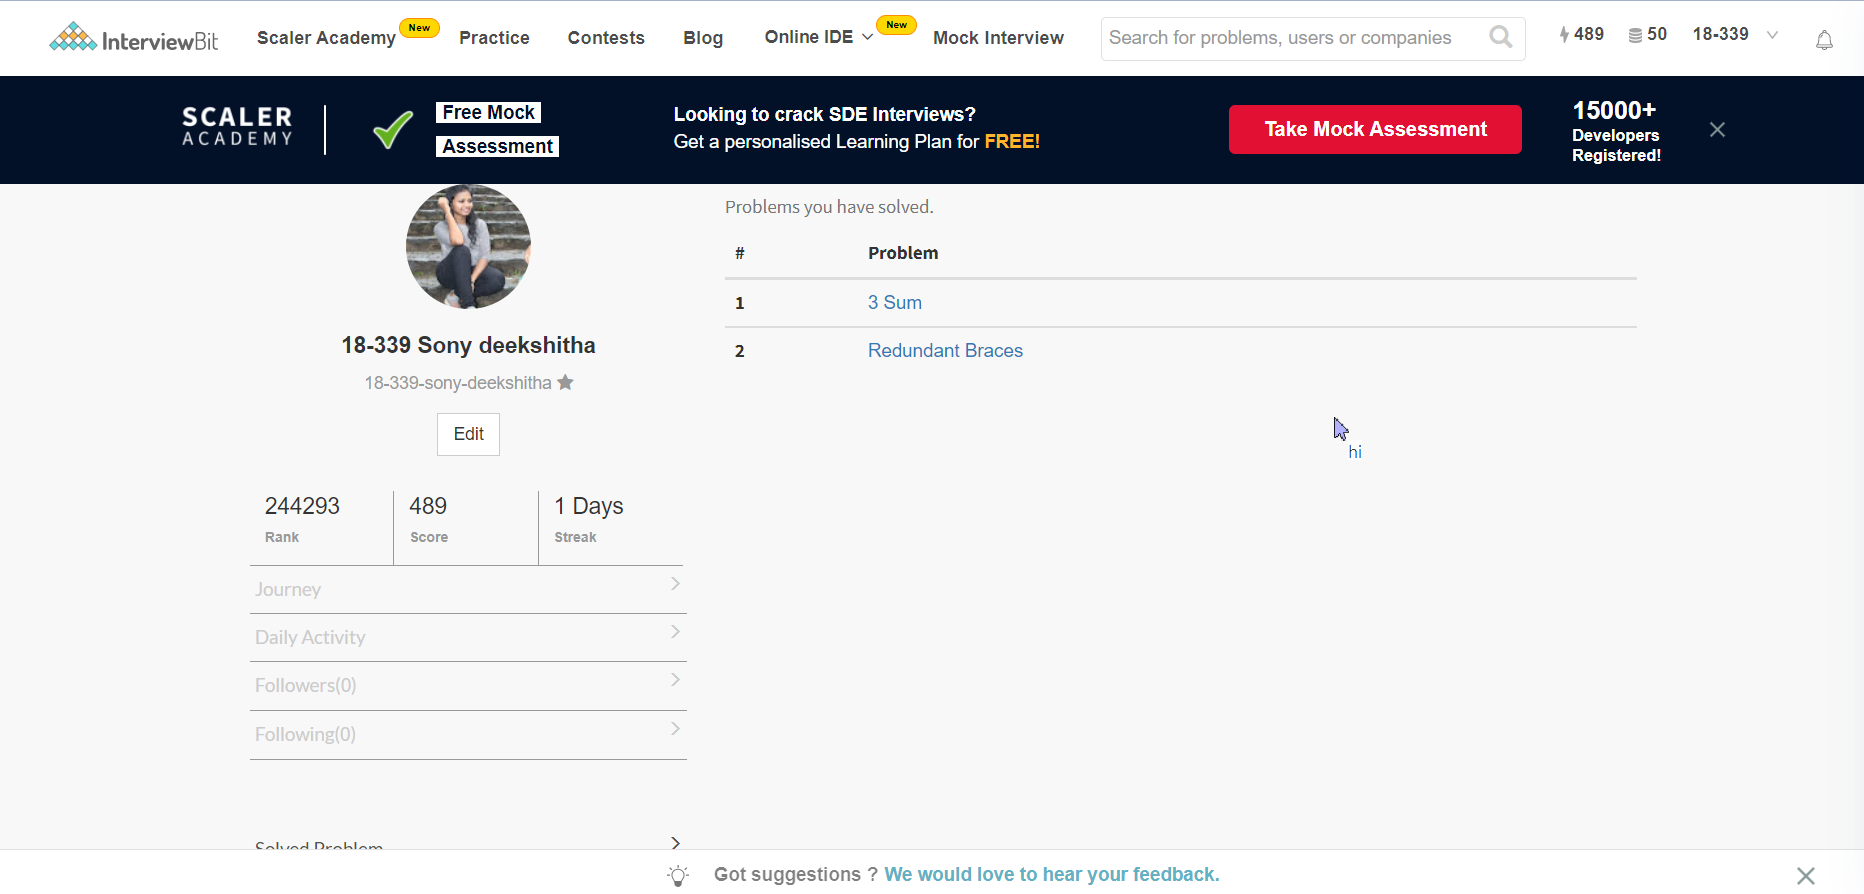 InterviewBit
Scaler Academy New Practice Contests Blog Online IDE New Mock Interview Search for problems, users or companies 489 50 18-339
SCALER
ACADEMY
Free Mock
Assessment
Looking to crack SDE Interviews?
Get a personalised Learning Plan for FREE!
Take Mock Assessment
15000+
Developers
Registered!
18-339 Sony deekshitha
18-339-sony-deekshitha
Edit
244293 489 1 Days
Rank Score Streak
Journey
Daily Activity
Followers(0)
Following(0)
Solved Problem
Problems you have solved.
# Problem
1 3 Sum
2 Redundant Braces
hi
Got suggestions ? We would love to hear your feedback.